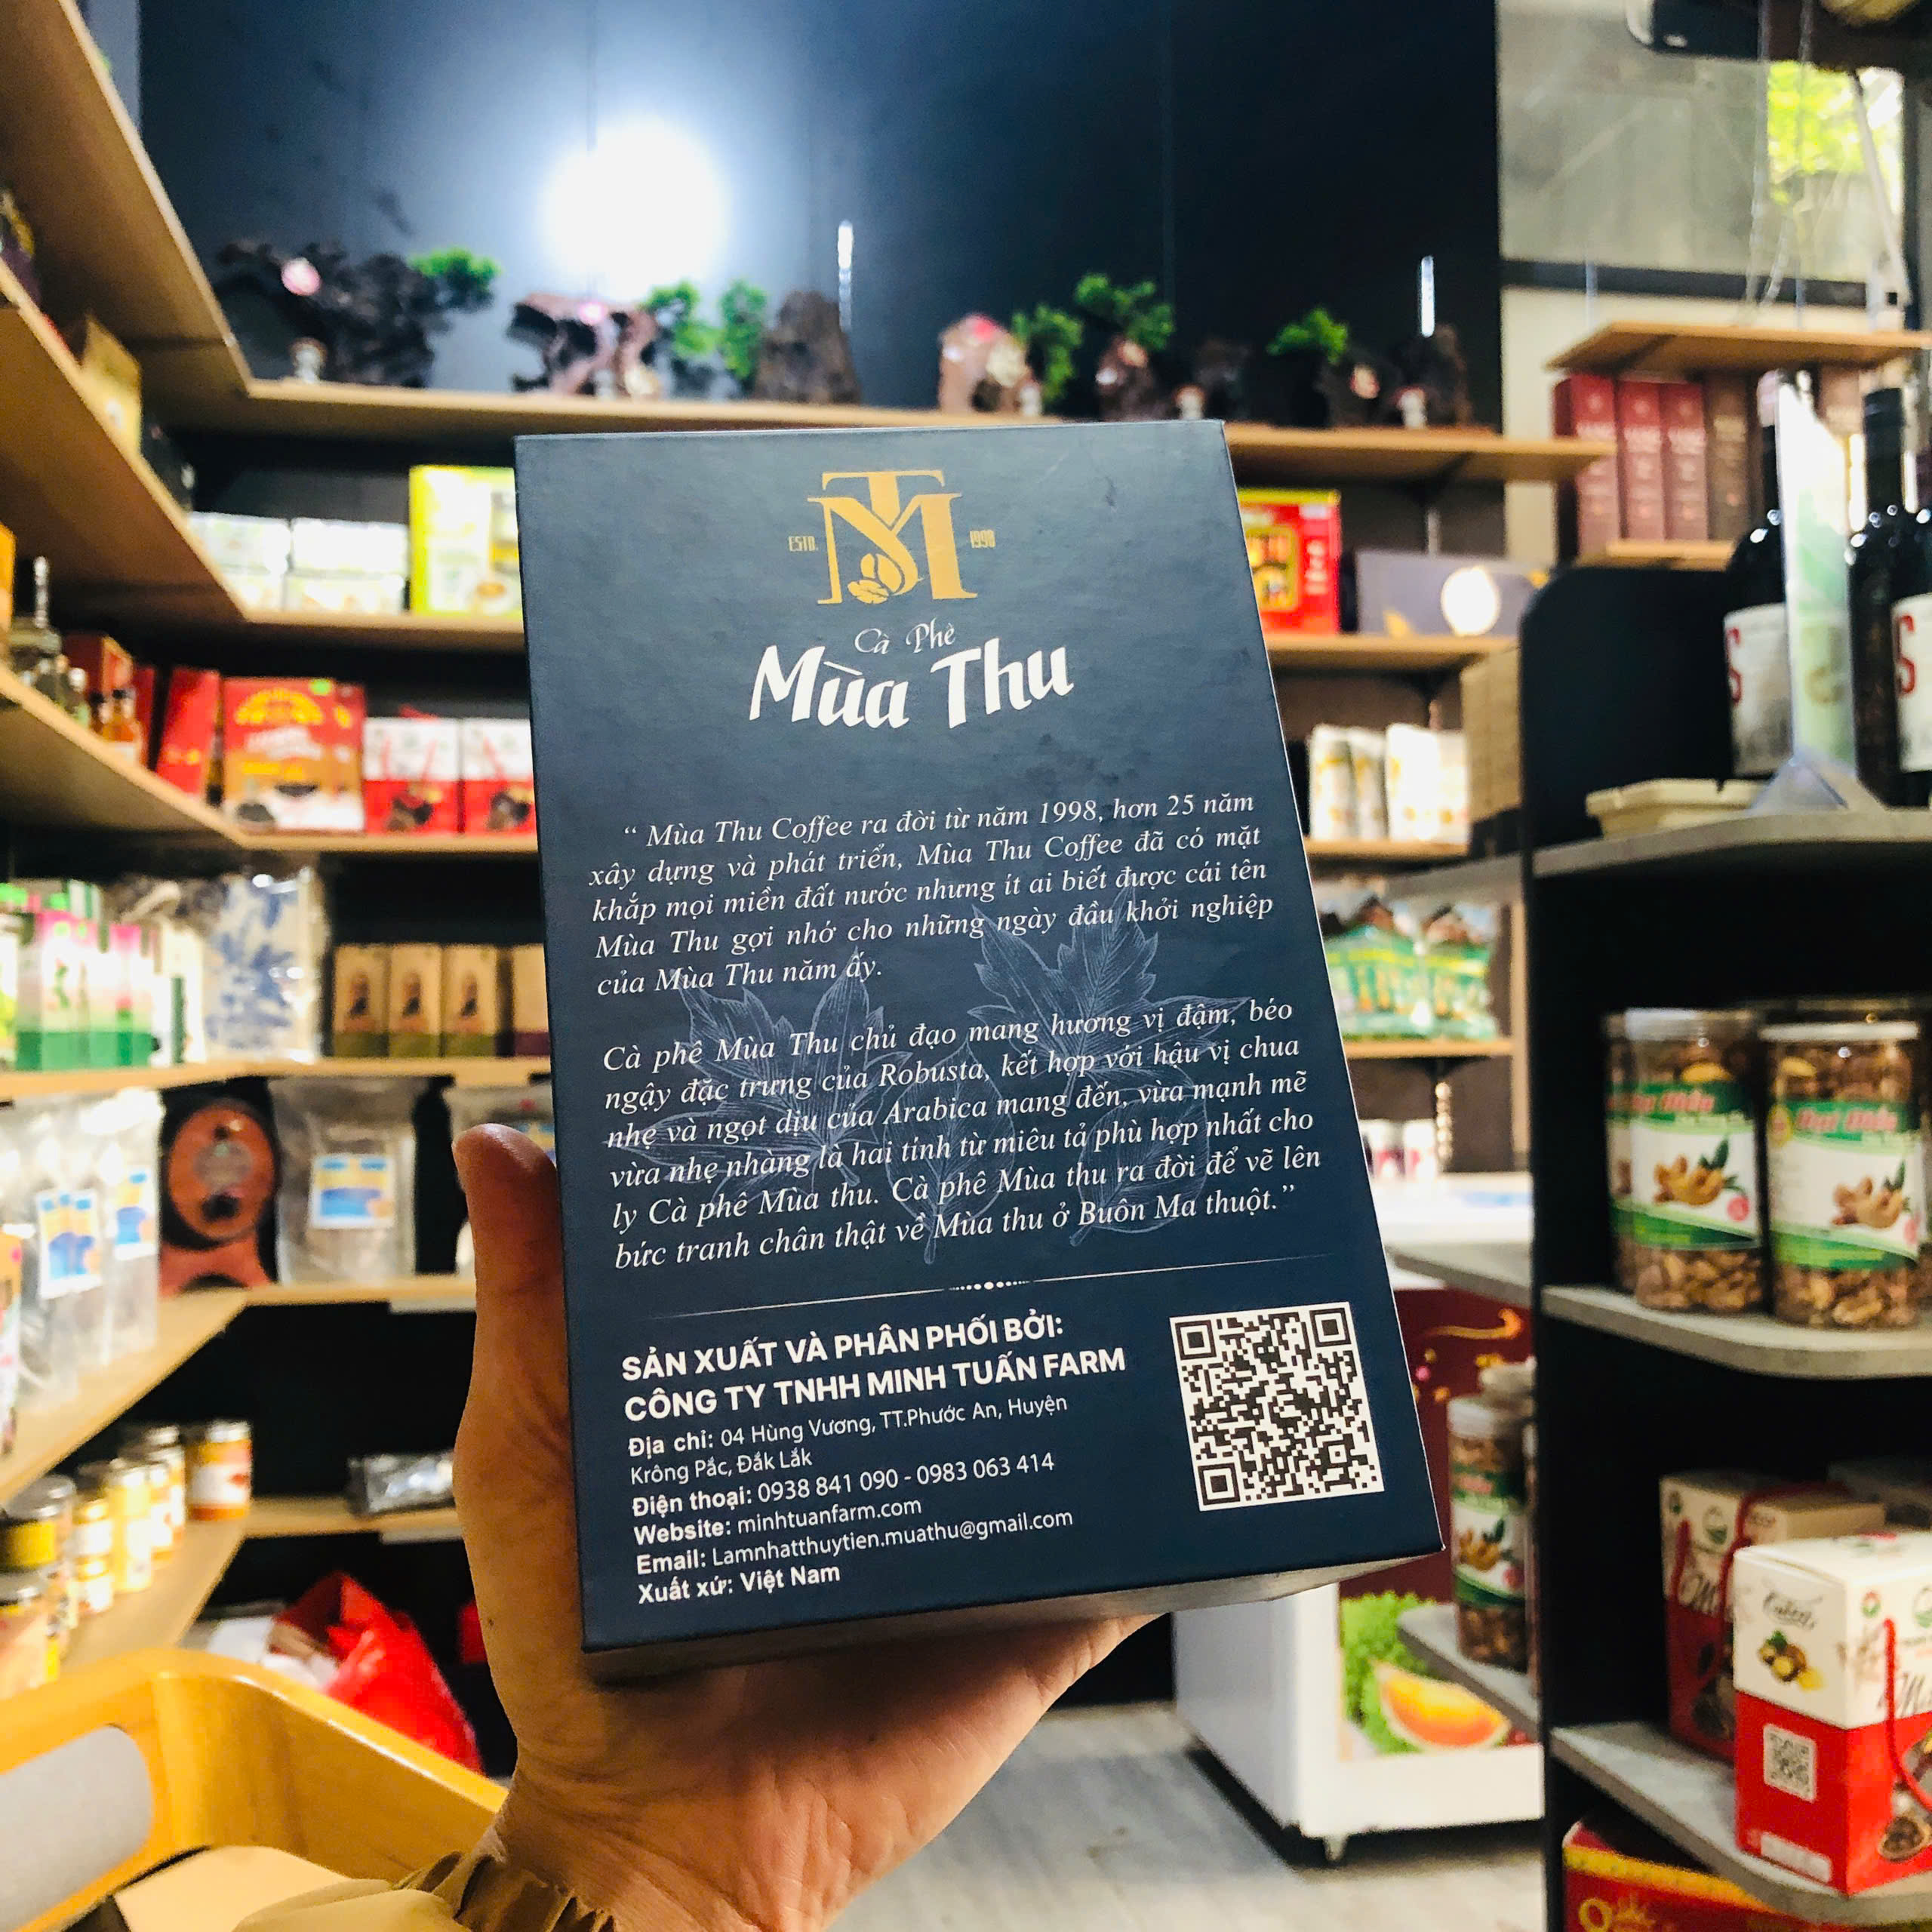 TM
ESTD. 1998
Cà Phê
Mùa Thu
“ Mùa Thu Coffee ra đời từ năm 1998, hơn 25 năm
xây dựng và phát triển, Mùa Thu Coffee đã có mặt
khắp mọi miền đất nước nhưng ít ai biết được cái tên
Mùa Thu gợi nhớ cho những ngày đầu khởi nghiệp
của Mùa Thu năm ấy.
Cà phê Mùa Thu chủ đạo mang hương vị đậm, béo
ngậy đặc trưng của Robusta, kết hợp với hậu vị chua
nhẹ và ngọt dịu của Arabica mang đến, vừa mạnh mẽ
vừa nhẹ nhàng là hai tính từ miêu tả phù hợp nhất cho
ly Cà phê Mùa thu. Cà phê Mùa thu ra đời để vẽ lên
bức tranh chân thật về Mùa thu ở Buôn Ma thuột.”
SẢN XUẤT VÀ PHÂN PHỐI BỞI:
CÔNG TY TNHH MINH TUẤN FARM
Địa chỉ: 04 Hùng Vương, TT.Phước An, Huyện
Krông Pắc, Đắk Lắk
Điện thoại: 0938 841 090 - 0983 063 414
Website: minhtuanfarm.com
Email: Lamnhatthuytien.muathu@gmail.com
Xuất xứ: Việt Nam